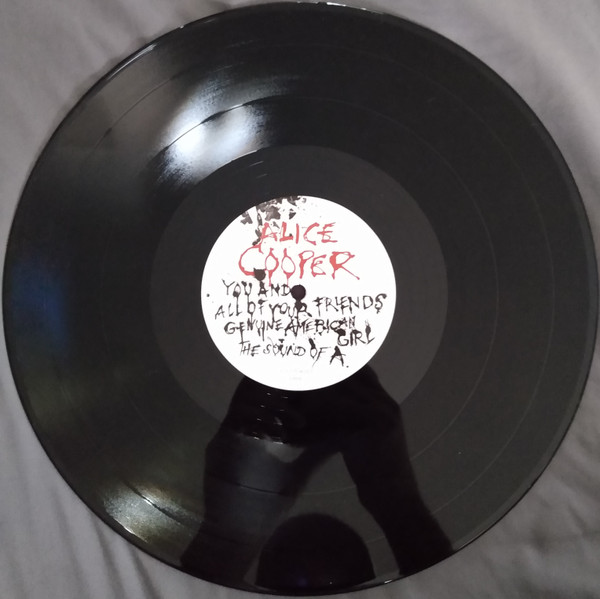 ALICE
COOPER
YOU AND
ALL OF YOUR FRIENDS
GENUINE AMERICAN
GIRL
THE SOUND OF A